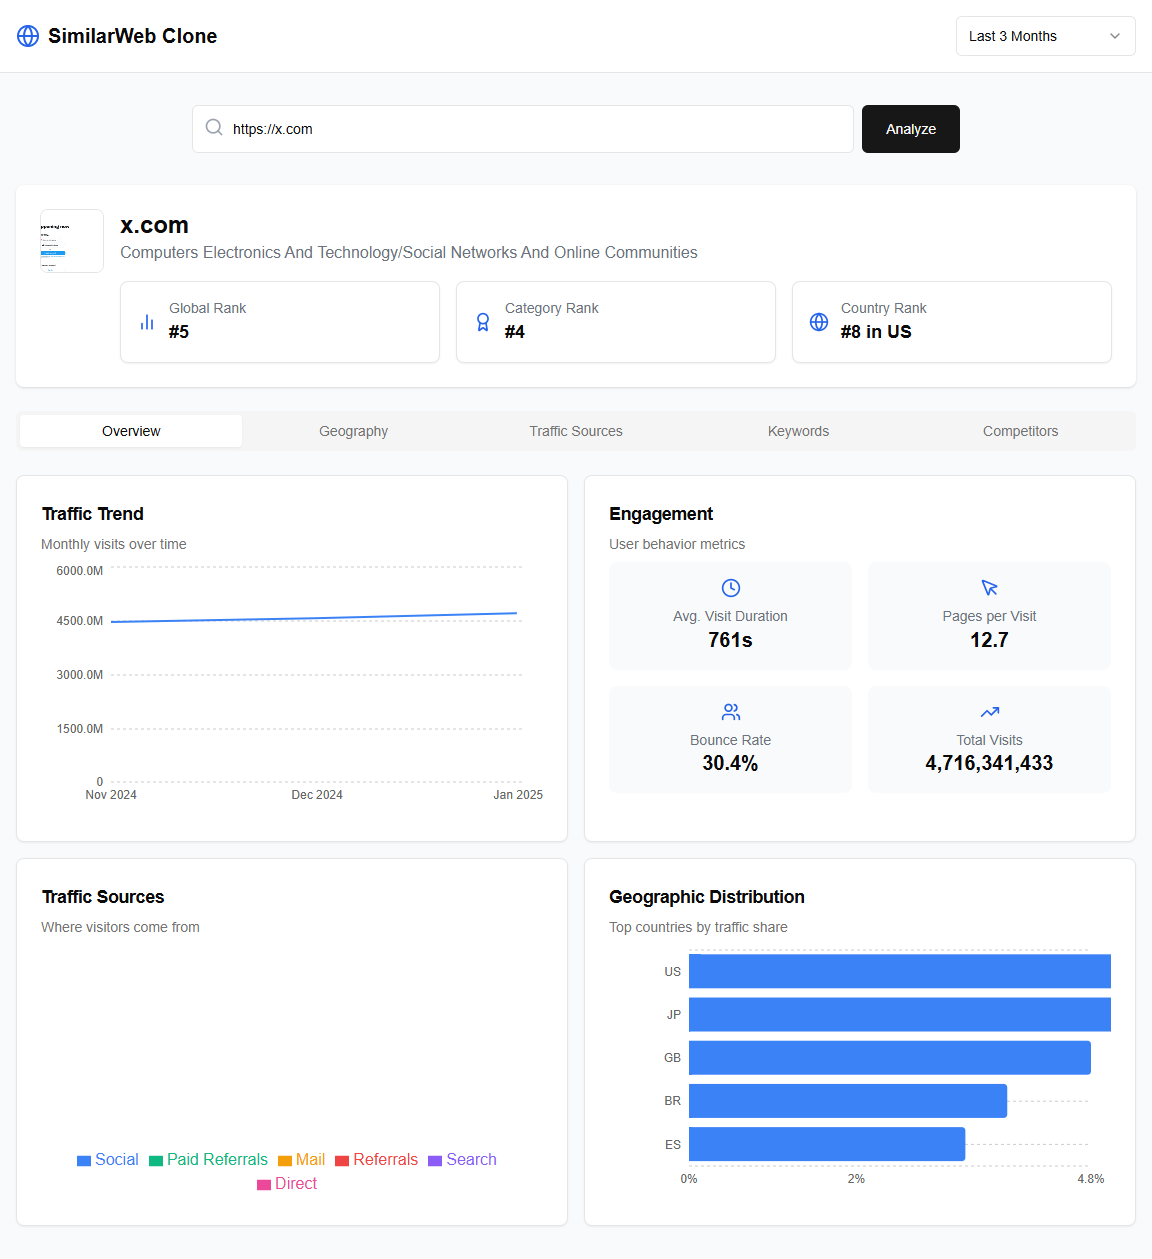 SimilarWeb Clone
Last 3 Months
https://x.com
Analyze
x.com
Computers Electronics And Technology/Social Networks And Online Communities
Global Rank
#5
Category Rank
#4
Country Rank
#8 in US
Overview
Geography
Traffic Sources
Keywords
Competitors
Traffic Trend
Monthly visits over time
6000.0M
4500.0M
3000.0M
1500.0M
0
Nov 2024
Dec 2024
Jan 2025
Engagement
User behavior metrics
Avg. Visit Duration
761s
Pages per Visit
12.7
Bounce Rate
30.4%
Total Visits
4,716,341,433
Traffic Sources
Where visitors come from
Social
Paid Referrals
Mail
Referrals
Search
Direct
Geographic Distribution
Top countries by traffic share
US
JP
GB
BR
ES
0%
2%
4.8%